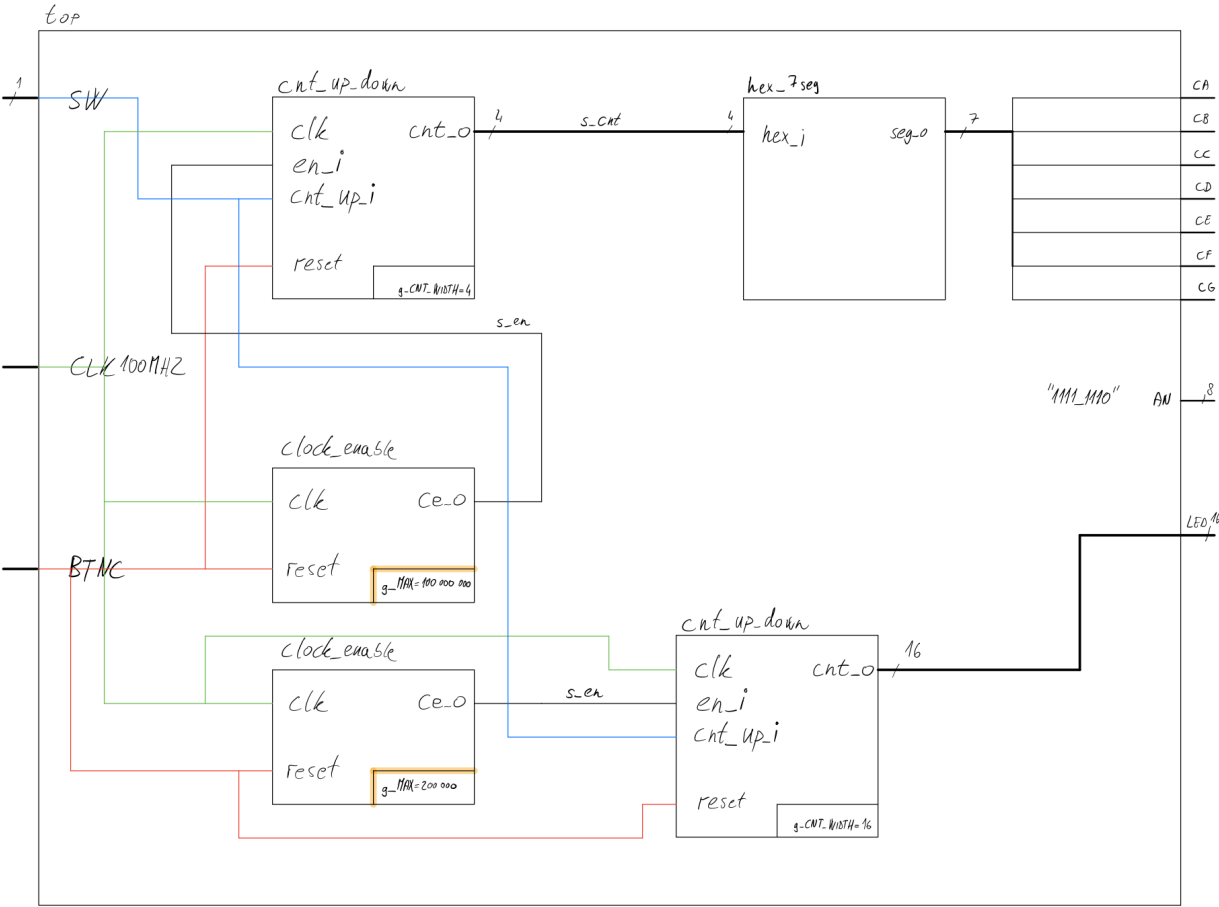 top
1
SW
cnt_up_down
clk
cnt_o
4
en_i
cnt_up_i
reset
g_CNT_WIDTH=4
s_cnt
4
hex_7seg
hex_i
seg_o
7
CA
CB
CC
CD
CE
CF
CG
s_en
CLK100MHZ
"1111_1110"
AN
8
clock_enable
clk
ce_o
reset
g_MAX=100 000 000
BTNC
LED
16
clock_enable
clk
ce_o
reset
g_MAX=200 000
s_en
cnt_up_down
clk
cnt_o
16
en_i
cnt_up_i
reset
g_CNT_WIDTH=16